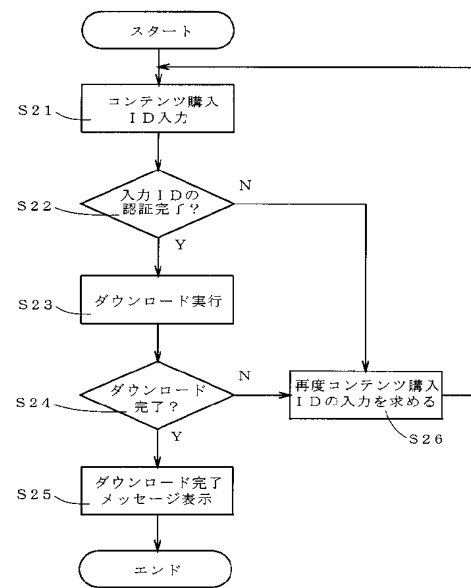 スタート
S21
コンテンツ購入
ID入力
S22
入力IDの
認証完了?
N
Y
S23
ダウンロード実行
S24
ダウンロード
完了?
N
Y
再度コンテンツ購入
IDの入力を求める
S26
S25
ダウンロード完了
メッセージ表示
エンド